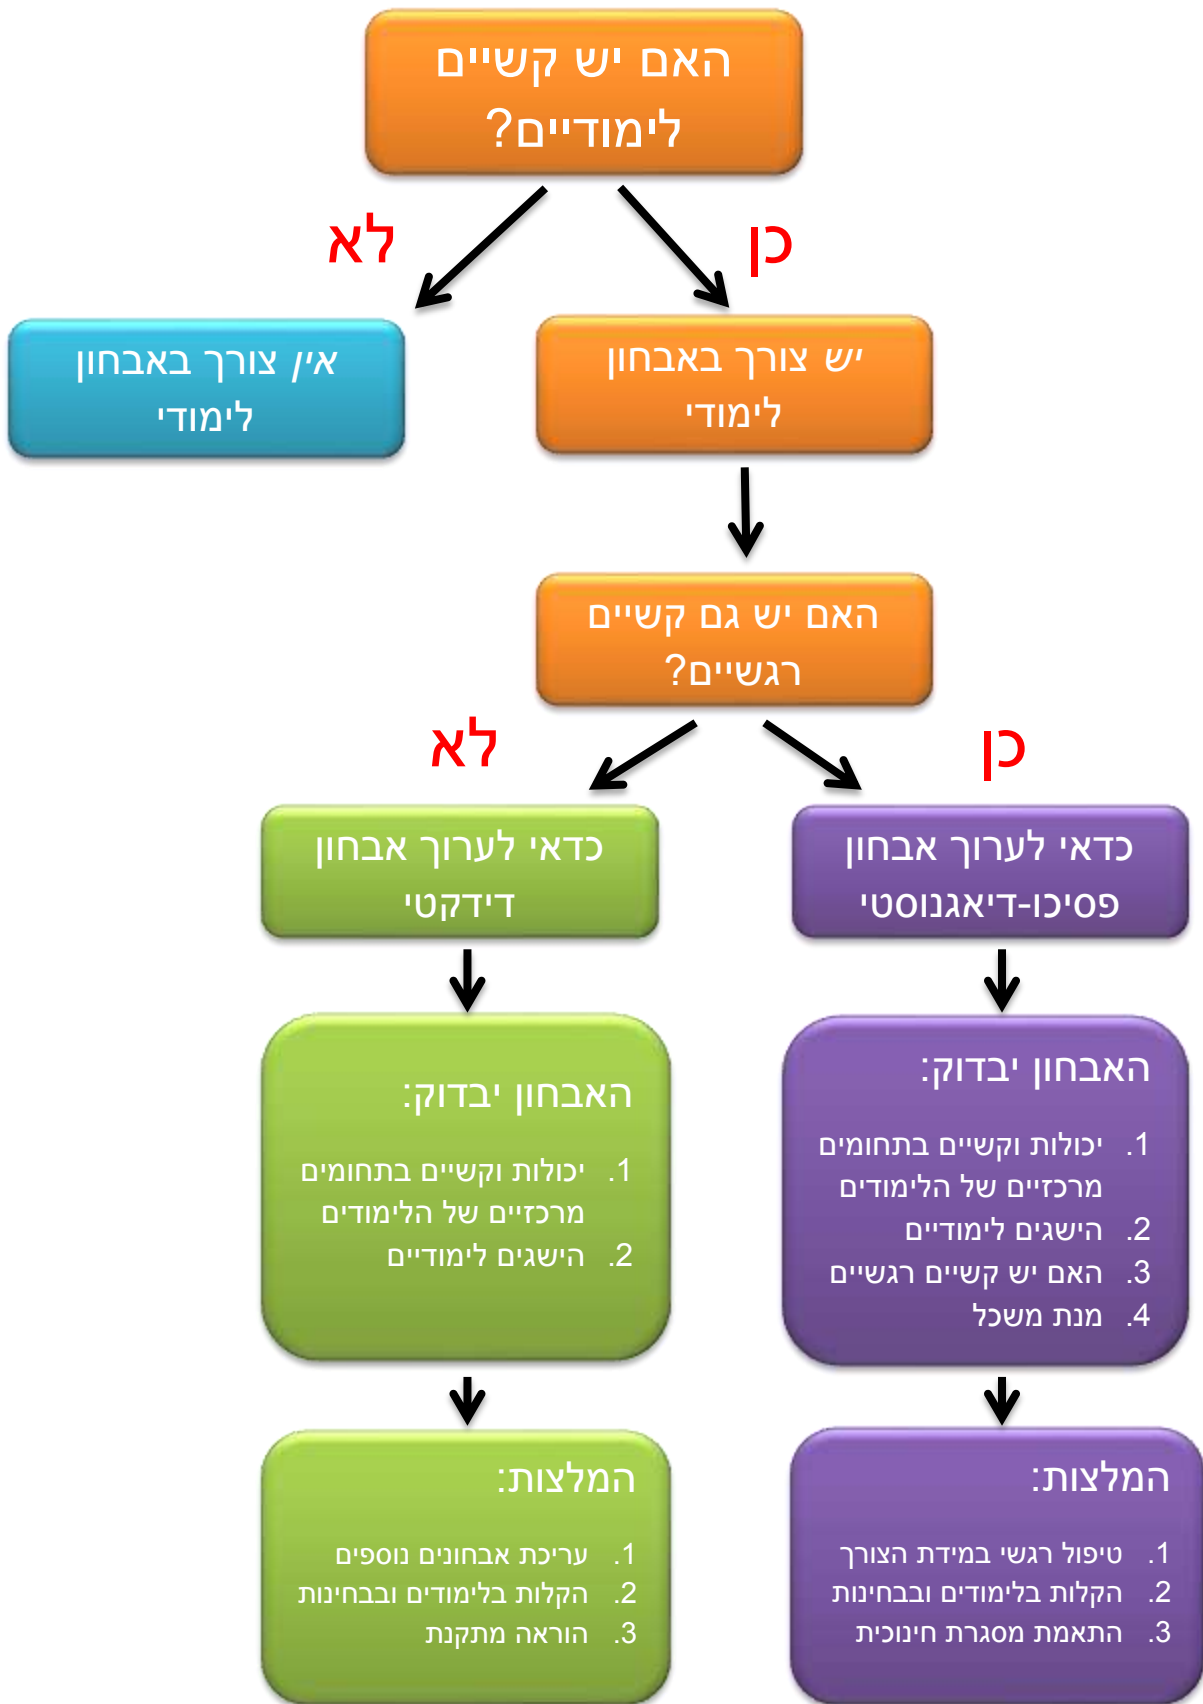 האם יש קשיים
לימודיים?
כן
לא
יש צורך באבחון
לימודי
אין צורך באבחון
לימודי
האם יש גם קשיים
רגשיים?
כן
לא
כדאי לערוך אבחון
פסיכו-דיאגנוסטי
כדאי לערוך אבחון
דידקטי
האבחון יבדוק:
1. יכולות וקשיים בתחומים
מרכזיים של הלימודים
2. הישגים לימודיים
3. האם יש קשיים רגשיים
4. מנת משכל
האבחון יבדוק:
1. יכולות וקשיים בתחומים
מרכזיים של הלימודים
2. הישגים לימודיים
המלצות:
1. טיפול רגשי במידת הצורך
2. הקלות בלימודים ובבחינות
3. התאמת מסגרת חינוכית
המלצות:
1. עריכת אבחונים נוספים
2. הקלות בלימודים ובבחינות
3. הוראה מתקנת